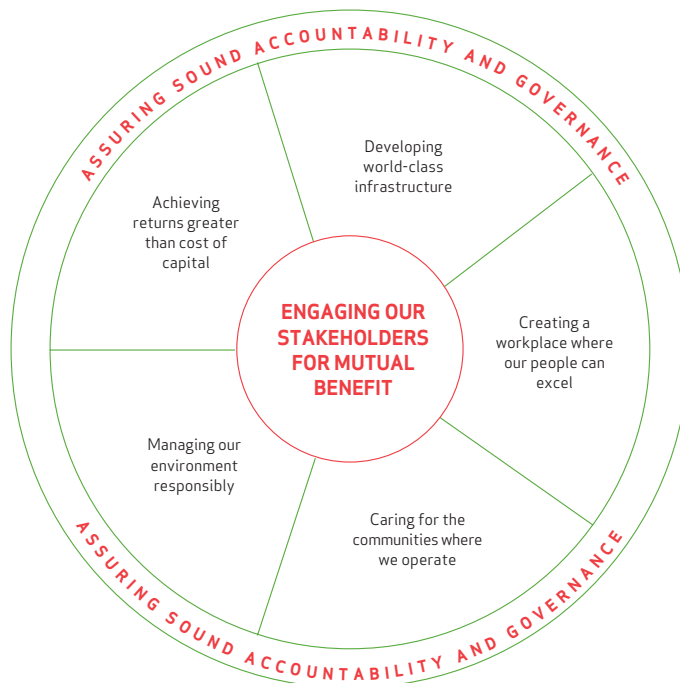 ASSURING SOUND ACCOUNTABILITY AND GOVERNANCE
Developing
world-class
infrastructure
Achieving
returns greater
than cost of
capital
ENGAGING OUR
STAKEHOLDERS
FOR MUTUAL
BENEFIT
Creating a
workplace where
our people can
excel
Managing our
environment
responsibly
Caring for the
communities where
we operate
ASSURING SOUND ACCOUNTABILITY AND GOVERNANCE